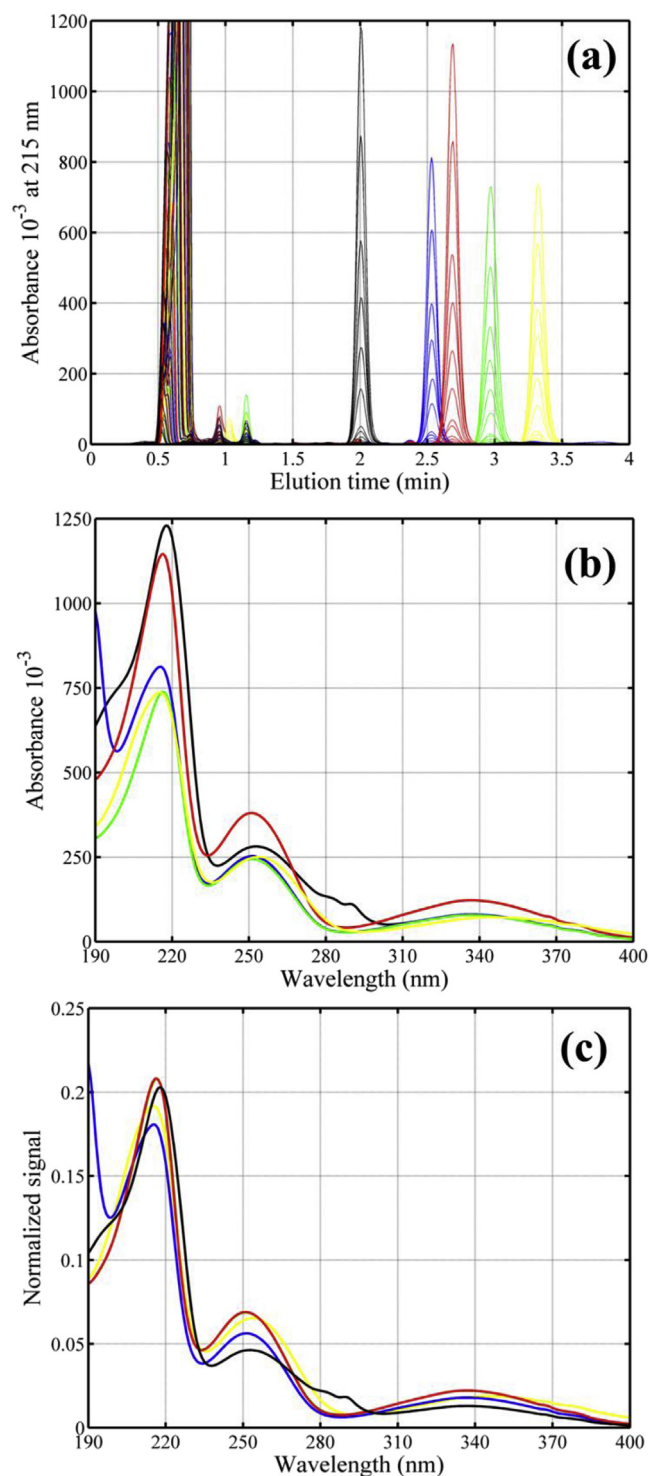 (a)
Absorbance 10-3 at 215 nm
1200
1000
800
600
400
200
0
0 0.5 1 1.5 2 2.5 3 3.5 4
Elution time (min)
(b)
Absorbance 10-3
1250
1000
750
500
250
0
190 220 250 280 310 340 370 400
Wavelength (nm)
(c)
Normalized signal
0.25
0.2
0.15
0.1
0.05
0
190 220 250 280 310 340 370 400
Wavelength (nm)